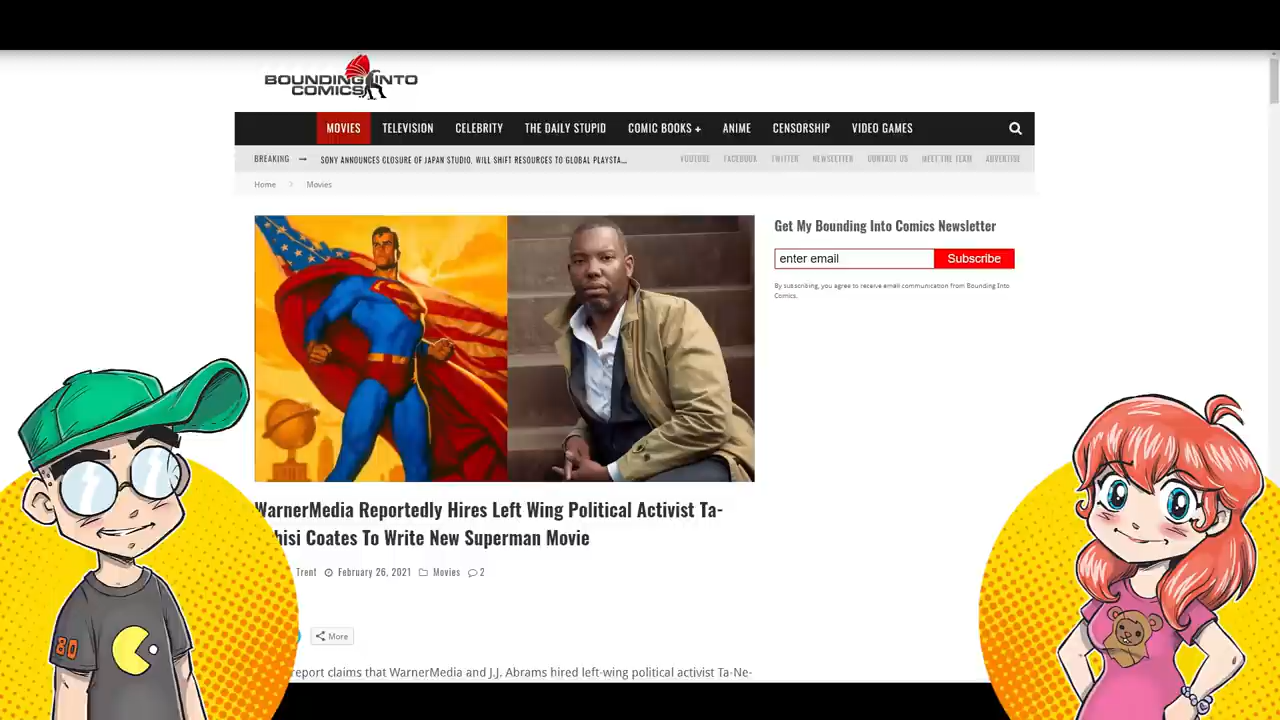 BOUNDING INTO
COMICS
MOVIES TELEVISION CELEBRITY THE DAILY STUPID COMIC BOOKS + ANIME CENSORSHIP VIDEO GAMES
BREAKING → SONY ANNOUNCES CLOSURE OF JAPAN STUDIO, WILL SHIFT RESOURCES TO GLOBAL PLAYSTA... YOUTUBE FACEBOOK TWITTER NEWSLETTER CONTACT US MEET THE TEAM ADVERTISE
Home > Movies
Get My Bounding Into Comics Newsletter
enter email Subscribe
By subscribing, you agree to receive email communication from Bounding Into
Comics.
WarnerMedia Reportedly Hires Left Wing Political Activist Ta-
hisi Coates To Write New Superman Movie
Trent February 26, 2021 Movies 2
More
report claims that WarnerMedia and J.J. Abrams hired left-wing political activist Ta-Ne-
80